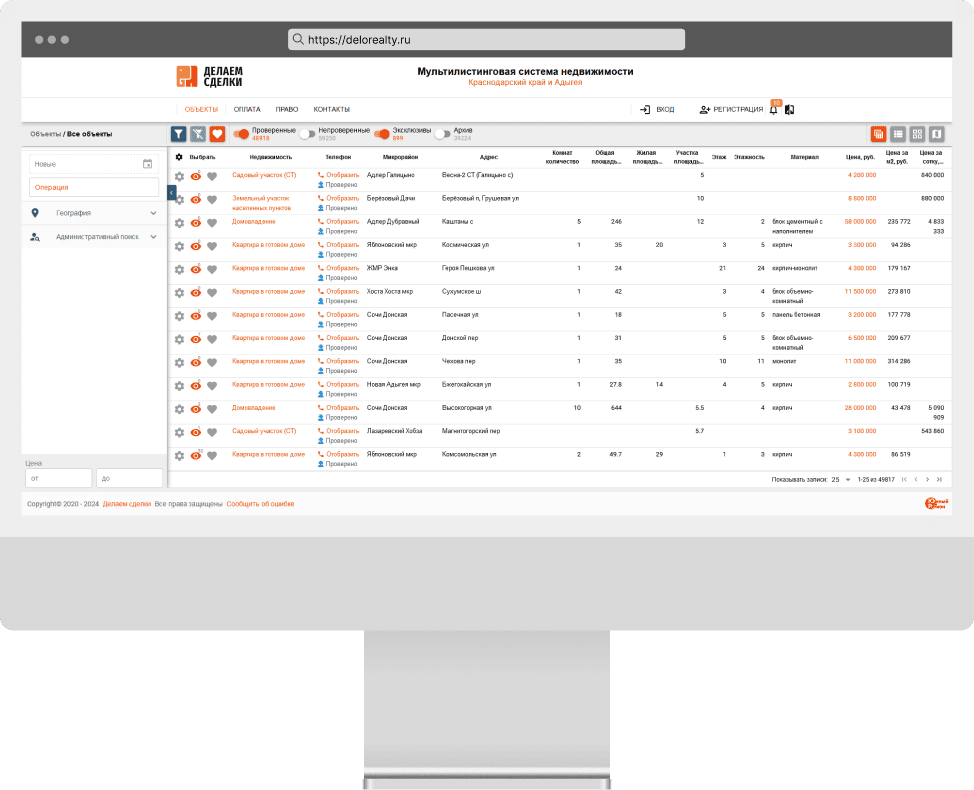 https://delorealty.ru
ДЕЛАЕМ
СДЕЛКИ
Мультилистинговая система недвижимости
Краснодарский край и Адыгея
ОБЪЕКТЫ ОПЛАТА ПРАВО КОНТАКТЫ ВХОД РЕГИСТРАЦИЯ
Объекты / Все объекты
Проверенные 49918 Непроверенные 59250 Эксклюзивы 899 Архив 39224
Новые
Операция
География
Административный поиск
Цена
от до
Выбрать Недвижимость Телефон Микрорайон Адрес Комнат количество Общая площадь... Жилая площадь... Участка площадь... Этаж Этажность Материал Цена, руб. Цена за м2, руб. Цена за сотку,...
Садовый участок (СТ) Отобразить Адлер Галицыно Весна-2 СТ (Галицыно с) 5 4 200 000 840 000
Проверено
Земельный участок Отобразить Берёзовый Дачи Берёзовый п, Грушевая ул 10 8 800 000 880 000
населенных пунктов Проверено
Домовладение Отобразить Адлер Дубравный Каштаны с 5 246 12 2 блок цементный с 58 000 000 235 772 4 833
Проверено наполнителем 333
Квартира в готовом доме Отобразить Яблоновский мкр Космическая ул 1 35 20 3 5 кирпич 3 300 000 94 286
Проверено
Квартира в готовом доме Отобразить ЖМР Энка Героя Пешкова ул 1 24 21 24 кирпич-монолит 4 300 000 179 167
Проверено
Квартира в готовом доме Отобразить Хоста Хоста мкр Сухумское ш 1 42 3 4 блок объемно- 11 500 000 273 810
Проверено комнатный
Квартира в готовом доме Отобразить Сочи Донская Пасечная ул 1 18 5 5 панель бетонная 3 200 000 177 778
Проверено
Квартира в готовом доме Отобразить Сочи Донская Донской пер 1 31 5 5 блок объемно- 6 500 000 209 677
Проверено комнатный
Квартира в готовом доме Отобразить Сочи Донская Чехова пер 1 35 10 11 монолит 11 000 000 314 286
Проверено
Квартира в готовом доме Отобразить Новая Адыгея мкр Бжегокайская ул 1 27.8 14 4 5 кирпич 2 800 000 100 719
Проверено
Домовладение Отобразить Сочи Донская Высокогорная ул 10 644 5.5 4 кирпич 28 000 000 43 478 5 090
Проверено 909
Садовый участок (СТ) Отобразить Лазаревский Хобза Магнитогорский пер 5.7 3 100 000 543 860
Проверено
Квартира в готовом доме Отобразить Яблоновский мкр Комсомольская ул 2 49.7 29 1 3 кирпич 4 300 000 86 519
Проверено
Показывать записи: 25 1-25 из 49817
Copyright© 2020 - 2024 Делаем сделки Все права защищены Сообщить об ошибке